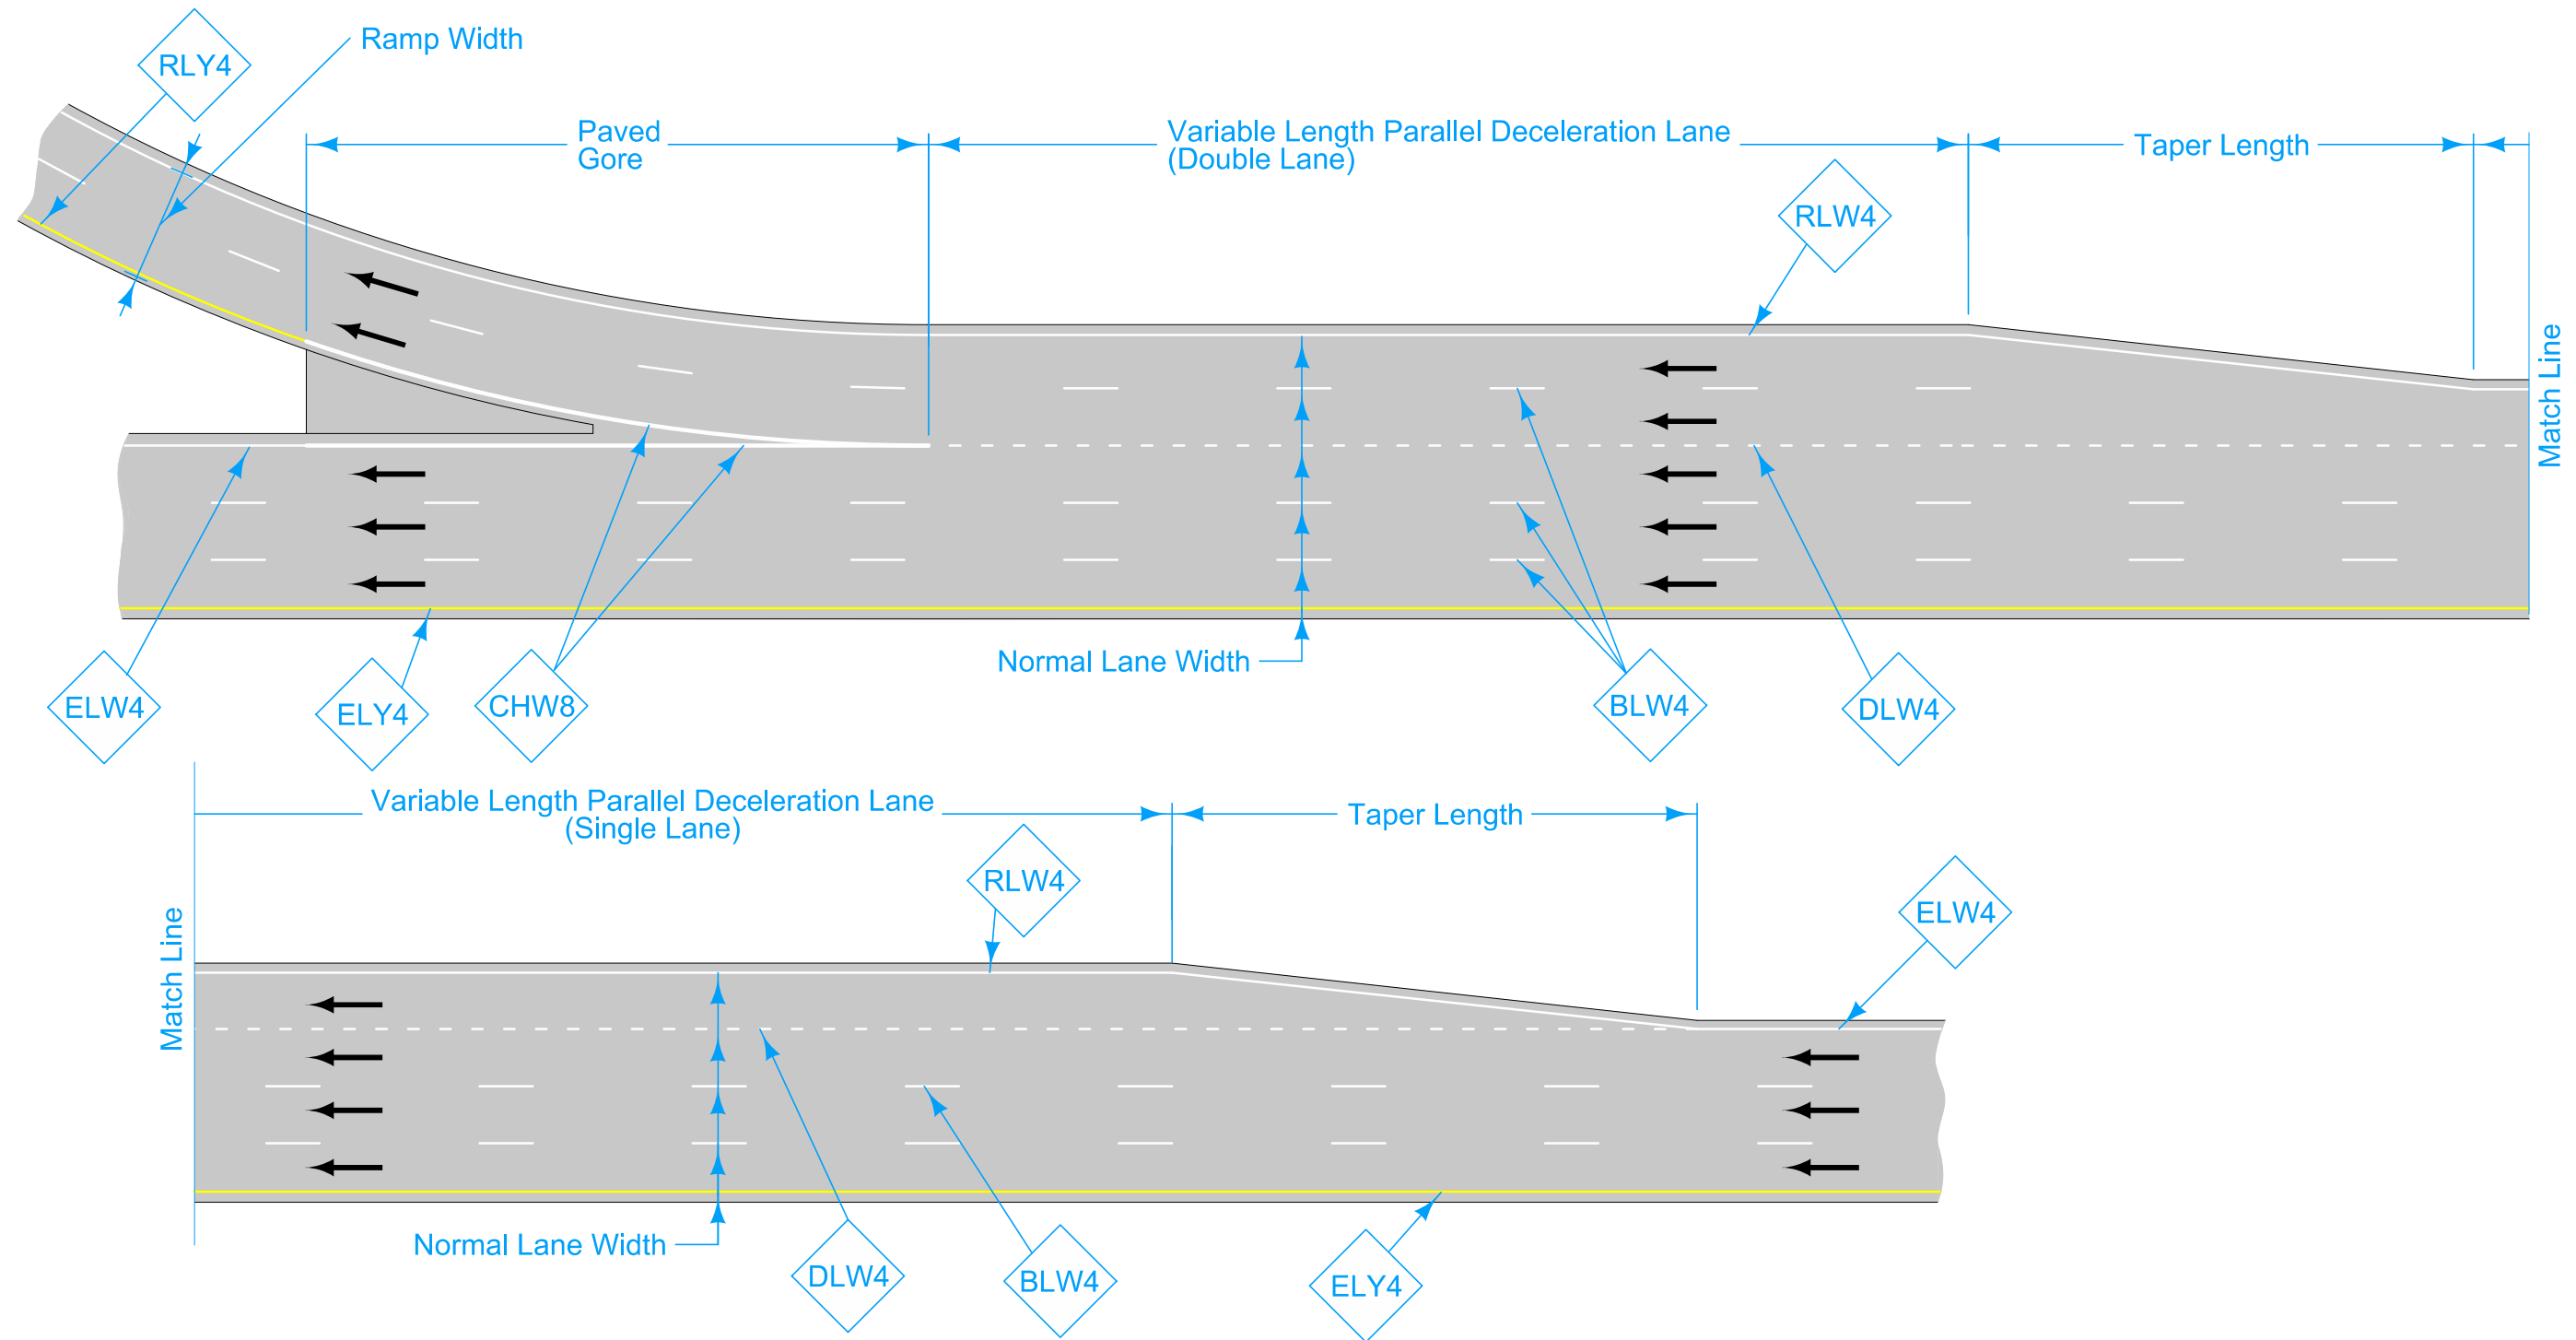 RLY4
Ramp Width
Paved
Gore
Variable Length Parallel Deceleration Lane
(Double Lane)
Taper Length
RLW4
Match Line
Normal Lane Width
ELW4
ELY4
CHW8
BLW4
DLW4
Variable Length Parallel Deceleration Lane
(Single Lane)
Taper Length
RLW4
ELW4
Match Line
Normal Lane Width
DLW4
BLW4
ELY4